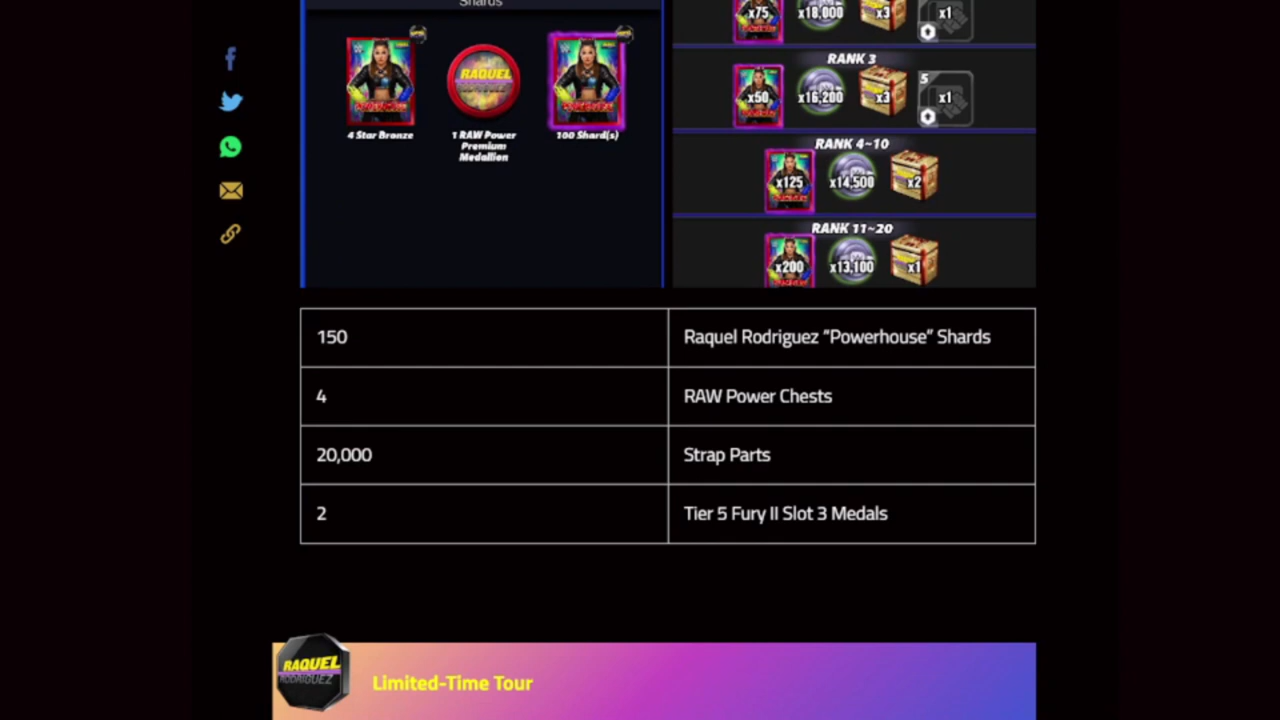 Shards
RAQUEL
RODRIGUEZ
4 Star Bronze
1 RAW Power
Premium
Medallion
100 Shard(s)
x75
x18,000
x3
x1
RANK 3
x50
x16,200
x3
5
x1
RANK 4~10
x125
x14,500
x2
RANK 11~20
x200
x13,100
x1
150
Raquel Rodriguez “Powerhouse” Shards
4
RAW Power Chests
20,000
Strap Parts
2
Tier 5 Fury II Slot 3 Medals
RAQUEL
RODRIGUEZ
Limited-Time Tour